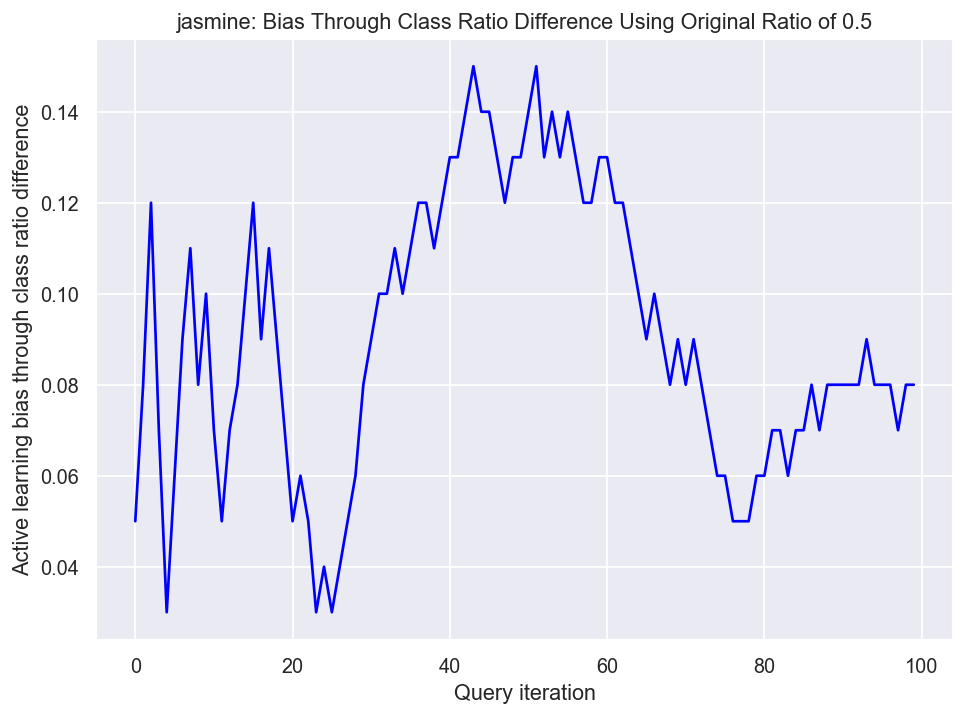 jasmine: Bias Through Class Ratio Difference Using Original Ratio of 0.5
Active learning bias through class ratio difference
0.14
0.12
0.10
0.08
0.06
0.04
0 20 40 60 80 100
Query iteration